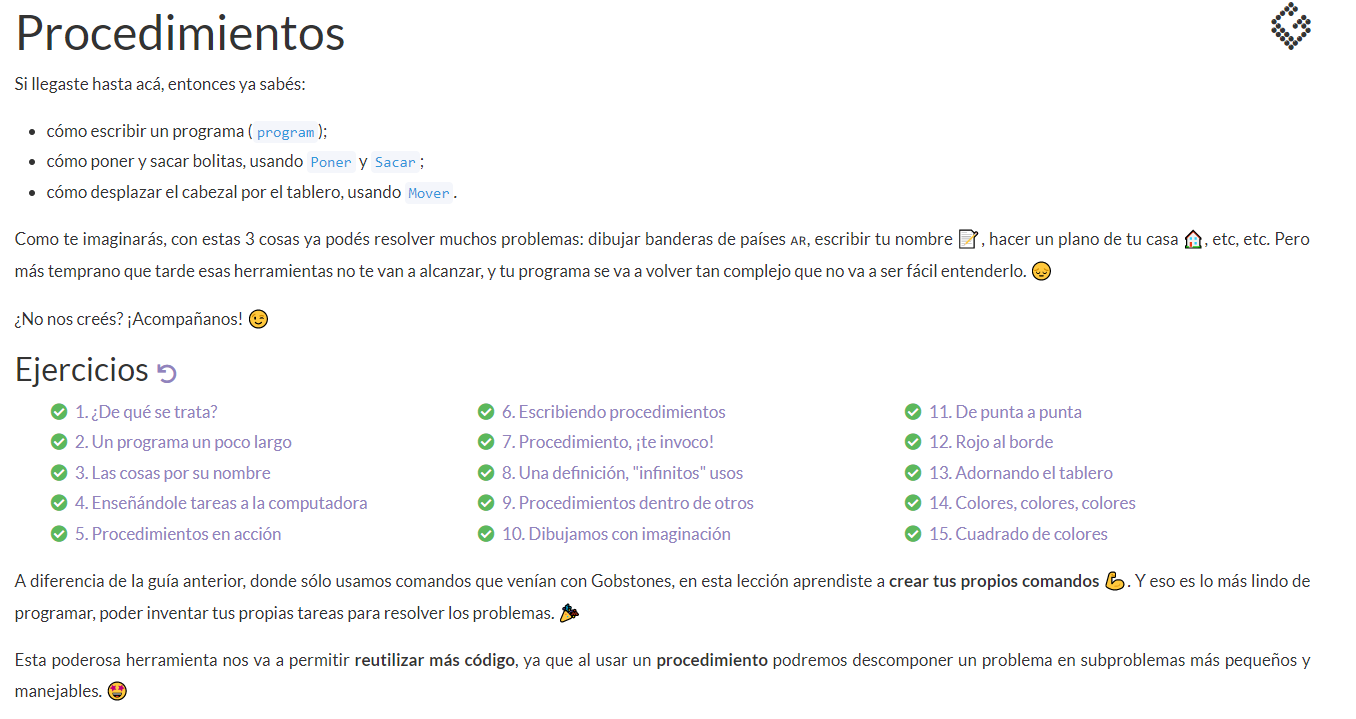 Procedimientos
Si llegaste hasta acá, entonces ya sabés:
• cómo escribir un programa ( program );
• cómo poner y sacar bolitas, usando Poner y Sacar ;
• cómo desplazar el cabezal por el tablero, usando Mover .
Como te imaginarás, con estas 3 cosas ya podés resolver muchos problemas: dibujar banderas de países AR, escribir tu nombre 📝, hacer un plano de tu casa 🏠, etc, etc. Pero
más temprano que tarde esas herramientas no te van a alcanzar, y tu programa se va a volver tan complejo que no va a ser fácil entenderlo. 😔
¿No nos creés? ¡Acompañanos! 😉
Ejercicios
1. ¿De qué se trata?
2. Un programa un poco largo
3. Las cosas por su nombre
4. Enseñándole tareas a la computadora
5. Procedimientos en acción
6. Escribiendo procedimientos
7. Procedimiento, ¡te invoco!
8. Una definición, "infinitos" usos
9. Procedimientos dentro de otros
10. Dibujamos con imaginación
11. De punta a punta
12. Rojo al borde
13. Adornando el tablero
14. Colores, colores, colores
15. Cuadrado de colores
A diferencia de la guía anterior, donde sólo usamos comandos que venían con Gobstones, en esta lección aprendiste a crear tus propios comandos 💪. Y eso es lo más lindo de
programar, poder inventar tus propias tareas para resolver los problemas. 🎉
Esta poderosa herramienta nos va a permitir reutilizar más código, ya que al usar un procedimiento podremos descomponer un problema en subproblemas más pequeños y
manejables. 🤩